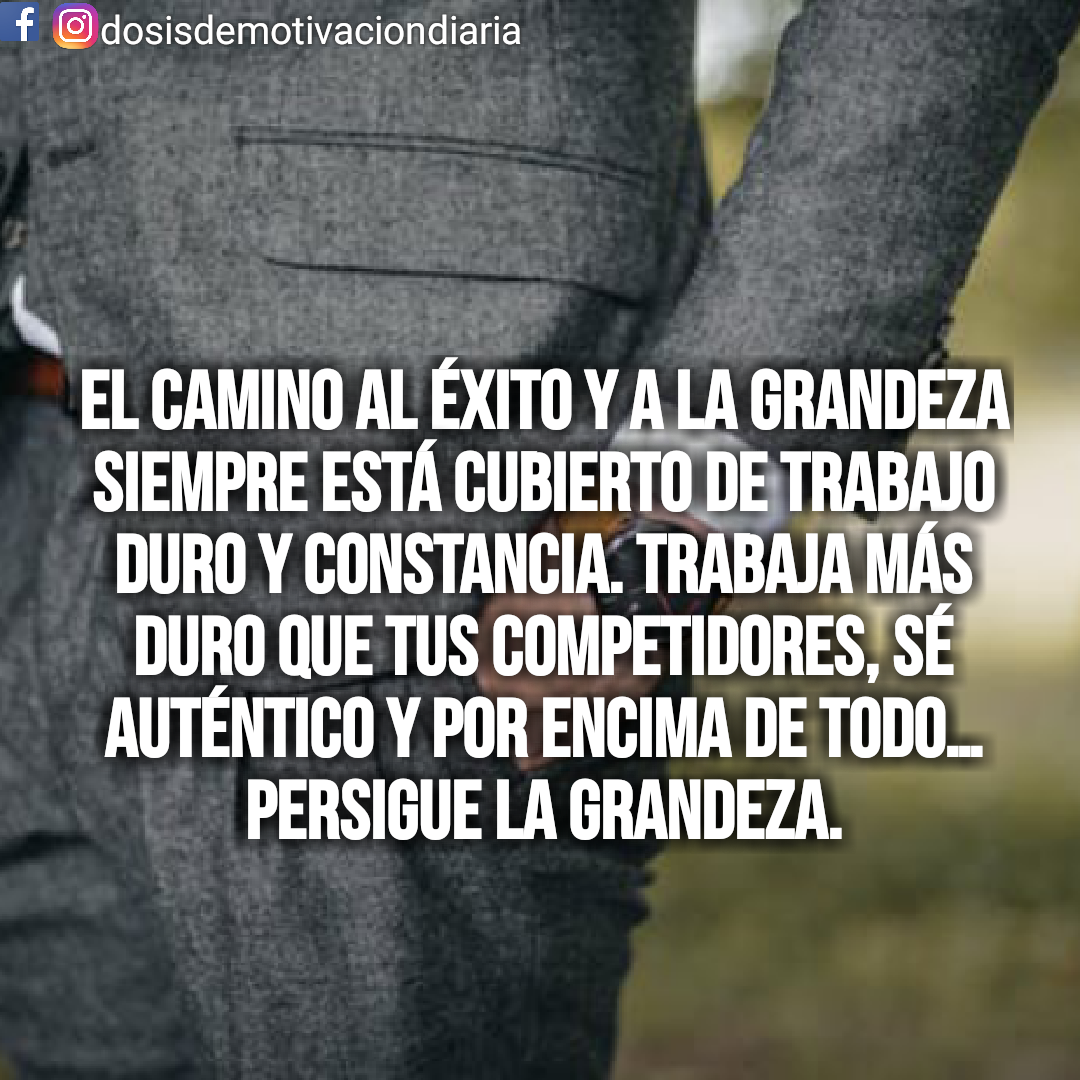 dosisdemotivaciondiaria
EL CAMINO AL ÉXITO Y A LA GRANDEZA
SIEMPRE ESTÁ CUBIERTO DE TRABAJO
DURO Y CONSTANCIA. TRABAJA MÁS
DURO QUE TUS COMPETIDORES, SÉ
AUTÉNTICO Y POR ENCIMA DE TODO...
PERSIGUE LA GRANDEZA.